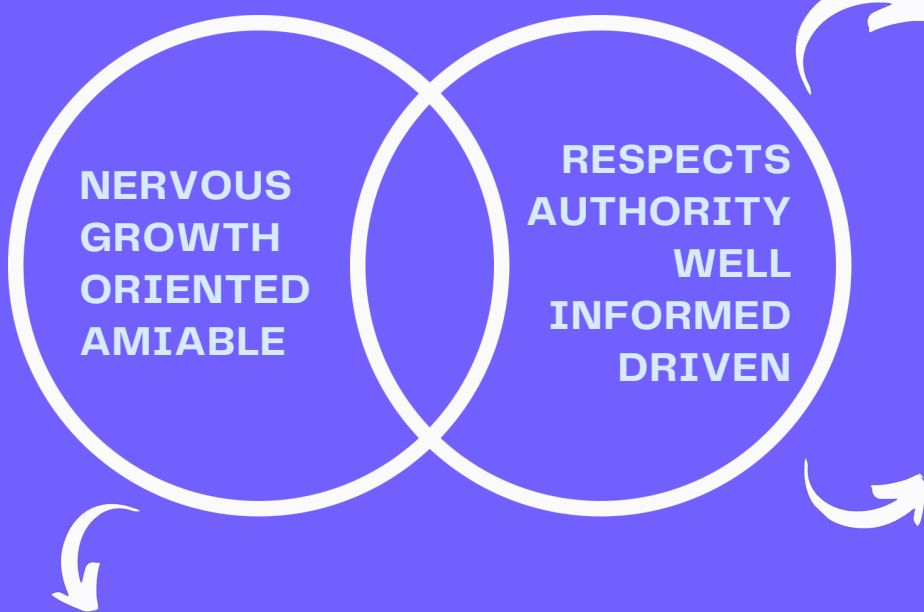 NERVOUS
GROWTH
ORIENTED
AMIABLE
RESPECTS
AUTHORITY
WELL
INFORMED
DRIVEN